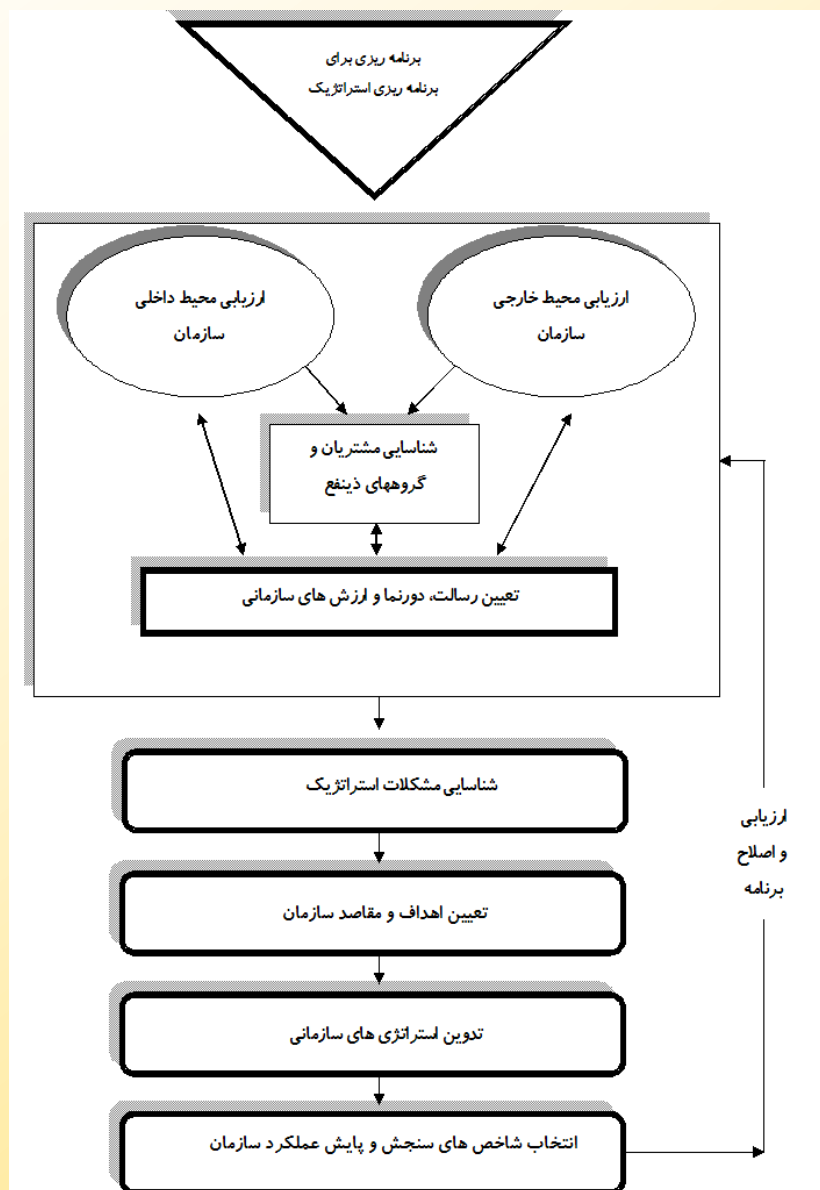 برنامه ریزی برای
برنامه ریزی استراتژیک
ارزیابی محیط خارجی
سازمان
ارزیابی محیط داخلی
سازمان
شناسایی مشتریان و
گروههای ذینفع
تعیین رسالت، دورنما و ارزش های سازمانی
شناسایی مشکلات استراتژیک
تعیین اهداف و مقاصد سازمان
تدوین استراتژی های سازمانی
انتخاب شاخص های سنجش و پایش عملکرد سازمان
ارزیابی
و اصلاح
برنامه